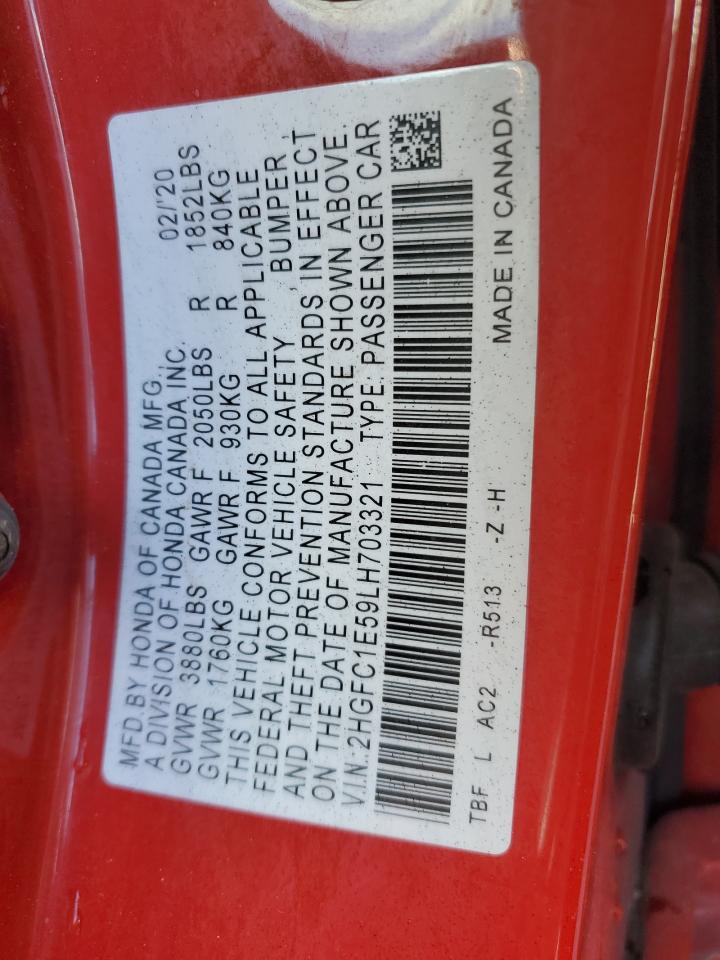 MFD.BY HONDA OF CANADA MFG., 02/'20
A DIVISION OF HONDA CANADA INC.
GVWR 3880LBS GAWR F 2050LBS R 1852LBS
GVWR 1760KG GAWR F 930KG R 840KG
THIS VEHICLE CONFORMS TO ALL APPLICABLE
FEDERAL MOTOR VEHICLE SAFETY , BUMPER ,
AND THEFT PREVENTION STANDARDS IN EFFECT
ON THE DATE OF MANUFACTURE SHOWN ABOVE.
V.I.N.:2HGFC1E59LH703321 TYPE:PASSENGER CAR
TBF L AC2 -R513 -Z -H
MADE IN CANADA